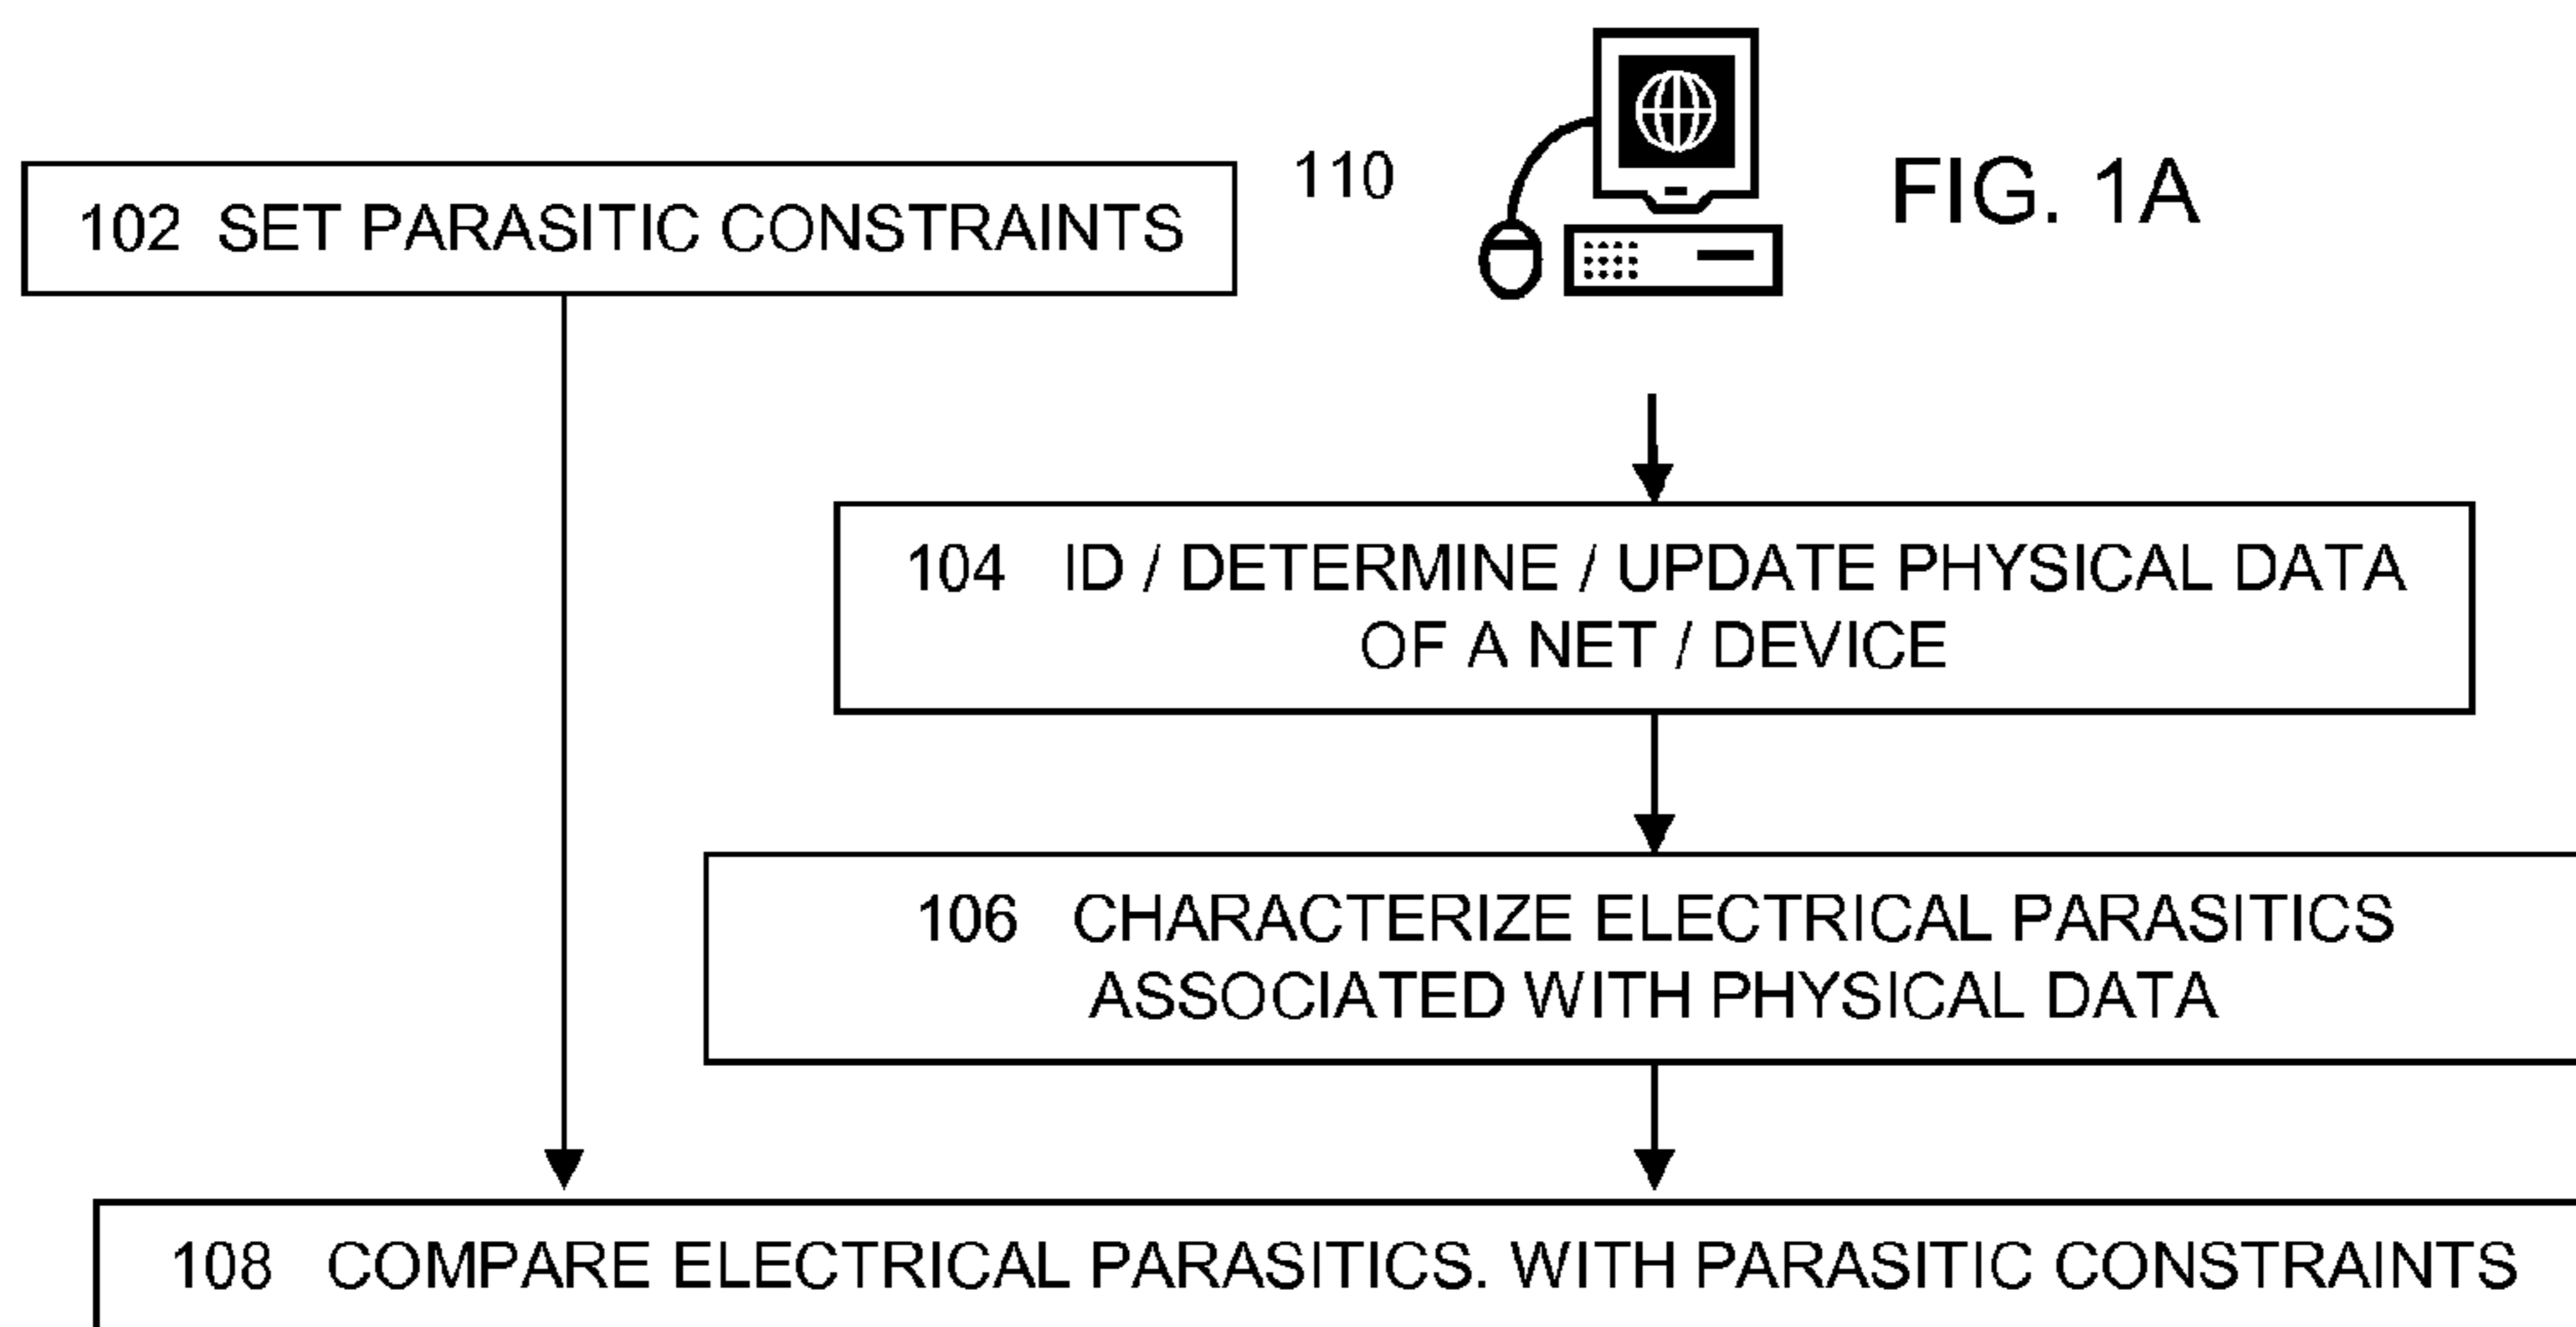 110
FIG. 1A
102 SET PARASITIC CONSTRAINTS
104 ID / DETERMINE / UPDATE PHYSICAL DATA
OF A NET / DEVICE
106 CHARACTERIZE ELECTRICAL PARASITICS
ASSOCIATED WITH PHYSICAL DATA
108 COMPARE ELECTRICAL PARASITICS. WITH PARASITIC CONSTRAINTS